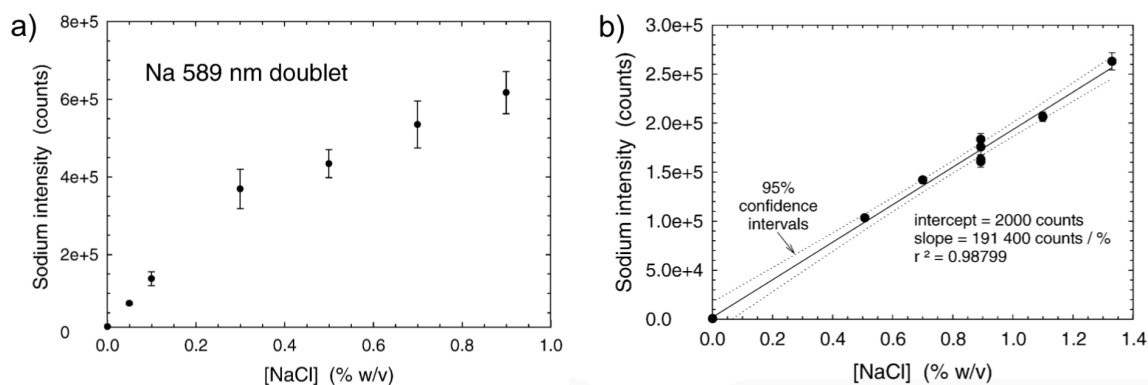 a)
Na 589 nm doublet
Sodium intensity (counts)
8e+5
6e+5
4e+5
2e+5
0
0.0 0.2 0.4 0.6 0.8 1.0
[NaCl] (% w/v)
b)
Sodium intensity (counts)
3.0e+5
2.5e+5
2.0e+5
1.5e+5
1.0e+5
5.0e+4
0.0
95%
confidence
intervals
intercept = 2000 counts
slope = 191 400 counts / %
r² = 0.98799
0.0 0.2 0.4 0.6 0.8 1.0 1.2 1.4
[NaCl] (% w/v)